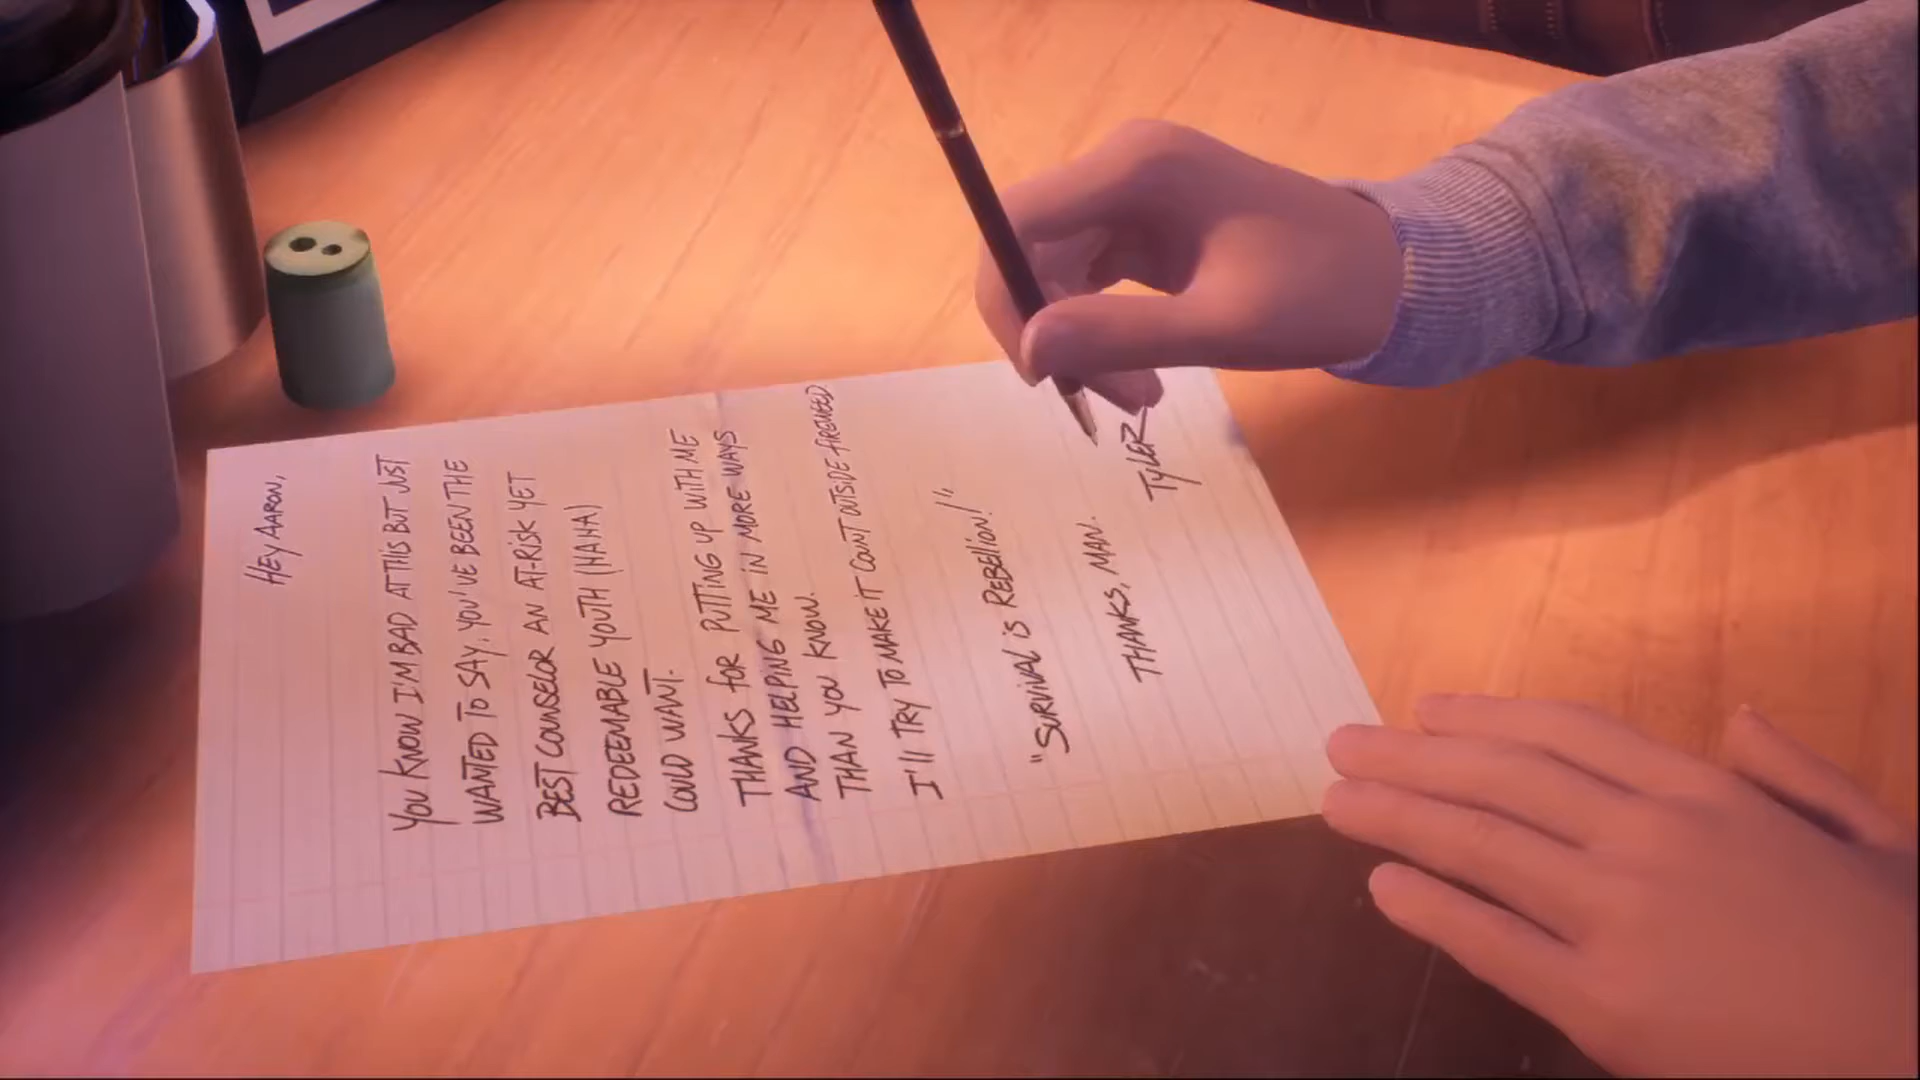 HEY AARON,
YOU KNOW I'M BAD AT THIS BUT JUST
WANTED TO SAY, YOU'VE BEEN THE
BEST COUNSELOR AN AT-RISK YET
REDEEMABLE YOUTH (HAHA)
COULD WANT.
THANKS FOR PUTTING UP WITH ME
AND HELPING ME IN MORE WAYS
THAN YOU KNOW.
I'll TRY TO MAKE IT COUNT OUTSIDE FIREWEED.
"SURVIVAL iS REBEllION!",
THANKS, MAN.
TYLER